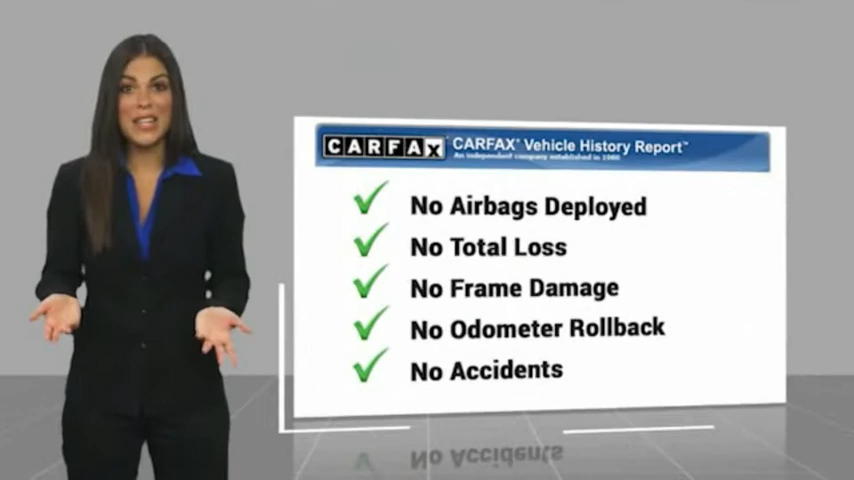 CARFAX CARFAX® Vehicle History Report™
An independent company established in 1986
No Airbags Deployed
No Total Loss
No Frame Damage
No Odometer Rollback
No Accidents
No Accidents